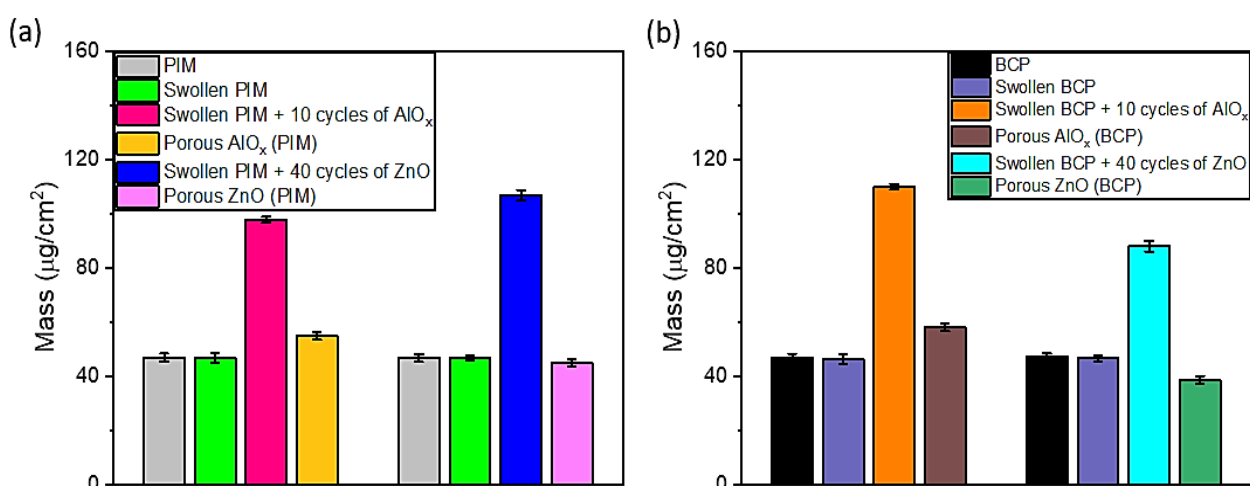 (a)
160
120
80
40
0
Mass (μg/cm²)
PIM
Swollen PIM
Swollen PIM + 10 cycles of AlOₓ
Porous AlOₓ (PIM)
Swollen PIM + 40 cycles of ZnO
Porous ZnO (PIM)
(b)
160
120
80
40
0
Mass (μg/cm²)
BCP
Swollen BCP
Swollen BCP + 10 cycles of AlOₓ
Porous AlOₓ (BCP)
Swollen BCP + 40 cycles of ZnO
Porous ZnO (BCP)